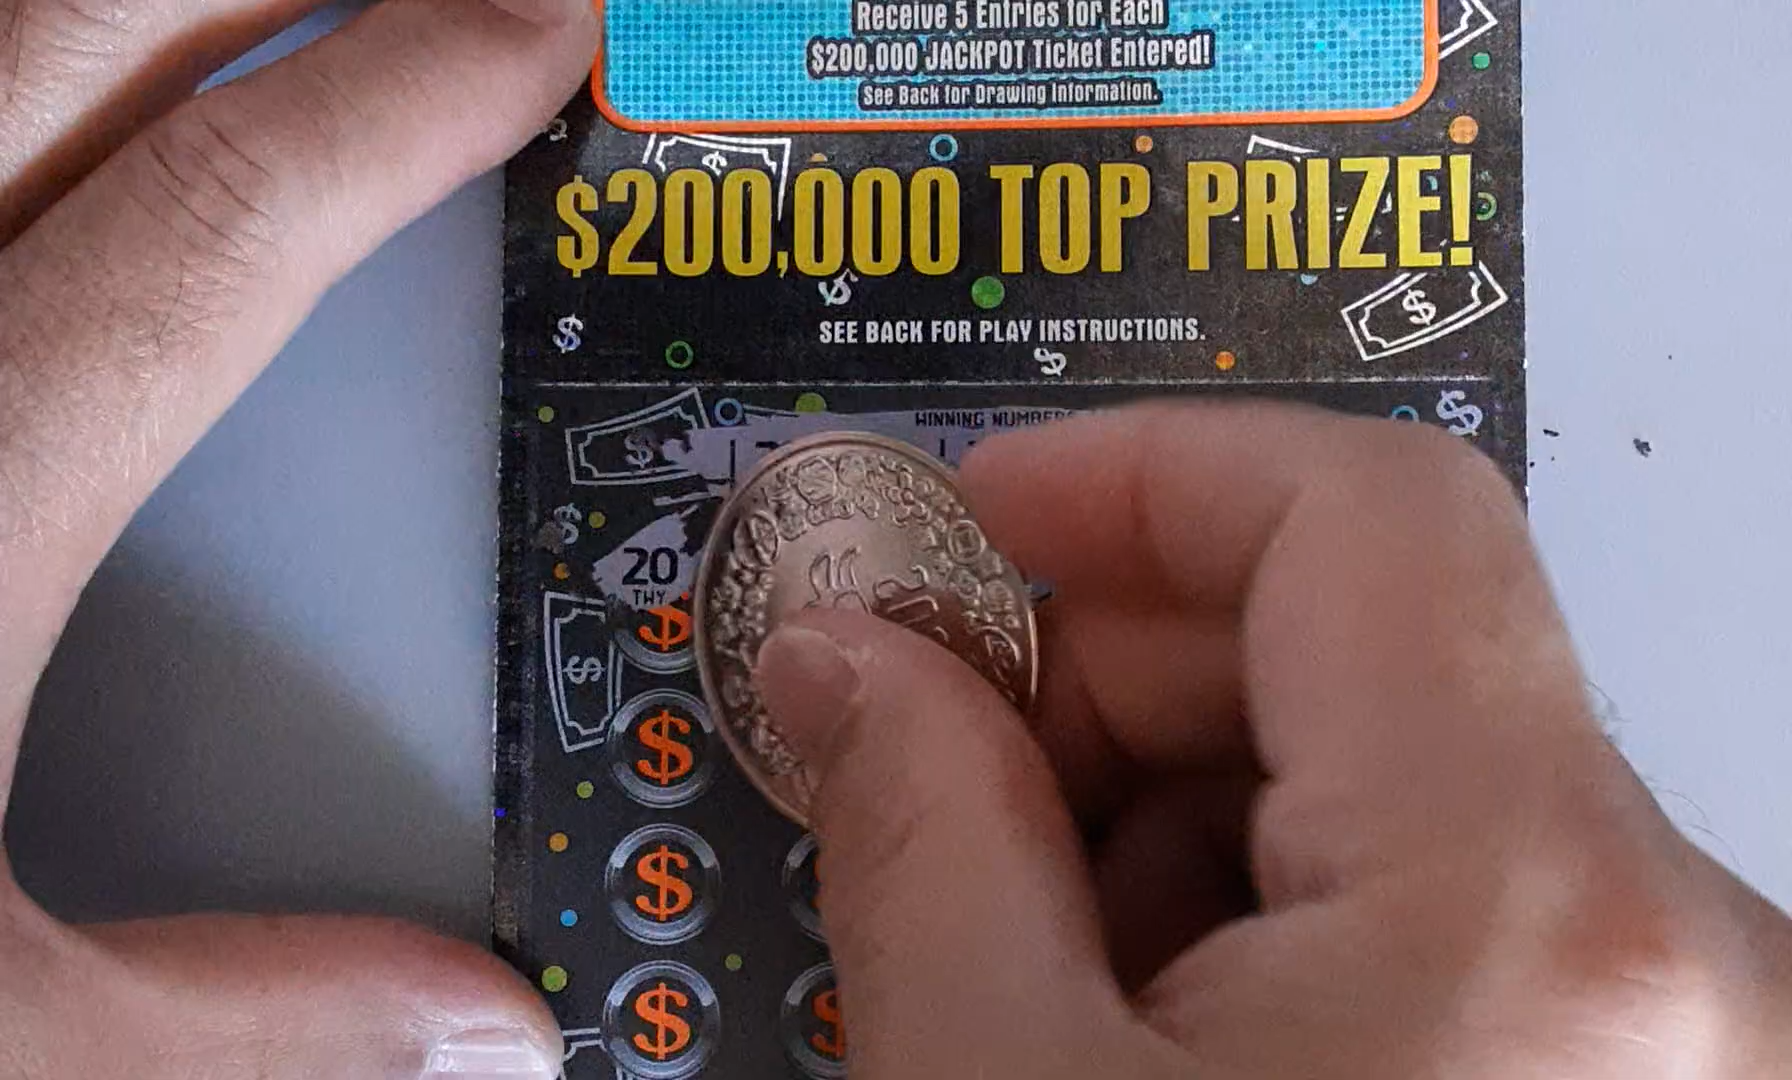 Receive 5 Entries for Each
$200,000 JACKPOT Ticket Entered!
See Back for Drawing Information.
$200,000 TOP PRIZE!
SEE BACK FOR PLAY INSTRUCTIONS.
WINNING NUMBERS
20
TWY